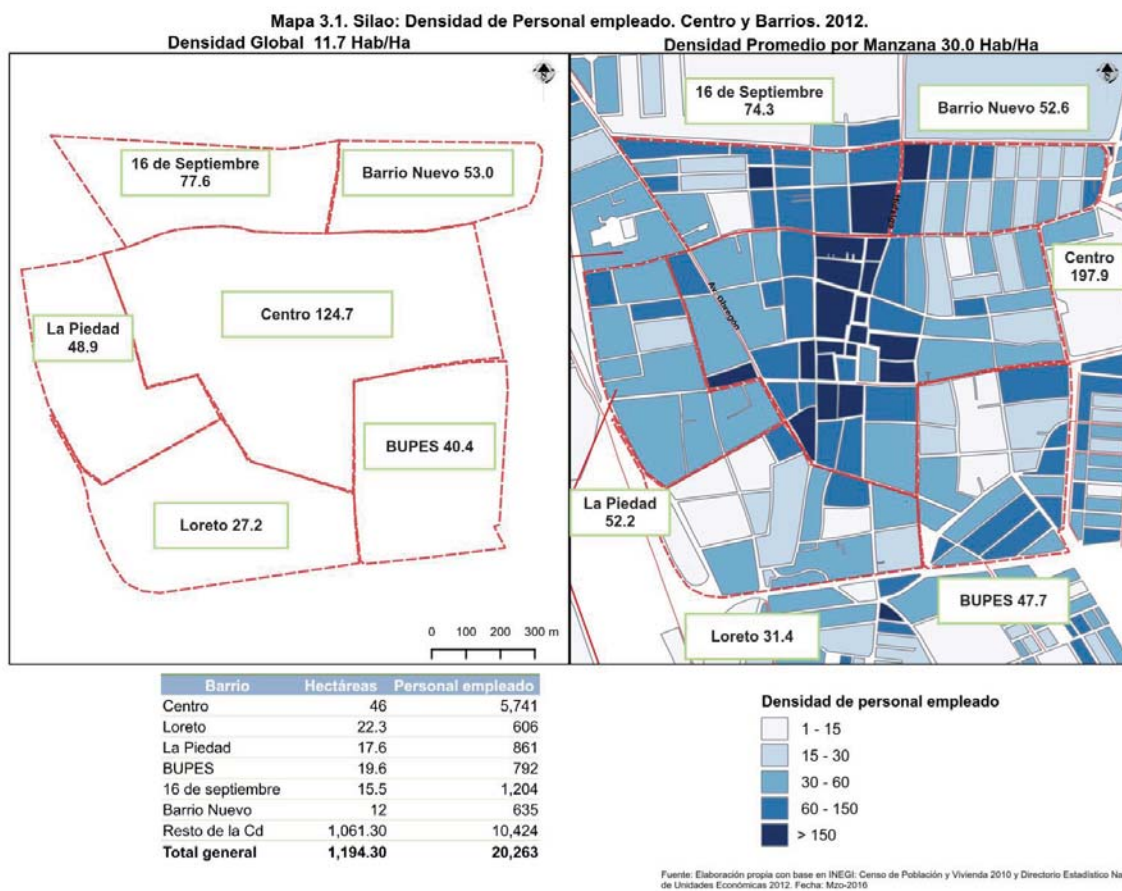 Mapa 3.1. Silao: Densidad de Personal empleado. Centro y Barrios. 2012.
Densidad Global 11.7 Hab/Ha
Densidad Promedio por Manzana 30.0 Hab/Ha
16 de Septiembre
77.6
Barrio Nuevo 53.0
Centro 124.7
La Piedad
48.9
BUPES 40.4
Loreto 27.2
0 100 200 300 m
16 de Septiembre
74.3
Barrio Nuevo 52.6
Centro
197.9
Av. Obregón
La Piedad
52.2
BUPES 47.7
Loreto 31.4
Barrio Hectáreas Personal empleado
Centro 46 5,741
Loreto 22.3 606
La Piedad 17.6 861
BUPES 19.6 792
16 de septiembre 15.5 1,204
Barrio Nuevo 12 635
Resto de la Cd 1,061.30 10,424
Total general 1,194.30 20,263
Densidad de personal empleado
1 - 15
15 - 30
30 - 60
60 - 150
> 150
Fuente: Elaboración propia con base en INEGI: Censo de Población y Vivienda 2010 y Directorio Estadístico Na
de Unidades Económicas 2012. Fecha: Mzo-2016